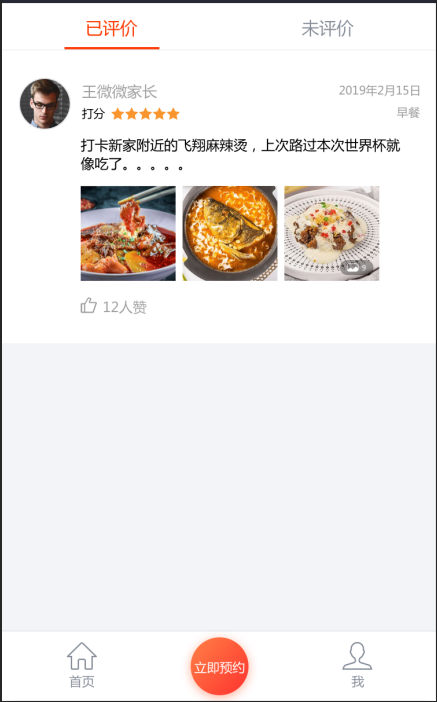 已评价 未评价
王微微家长 2019年2月15日
打分 早餐
打卡新家附近的飞翔麻辣烫，上次路过本次世界杯就
像吃了。。。。。
9
12人赞
首页 立即预约 我